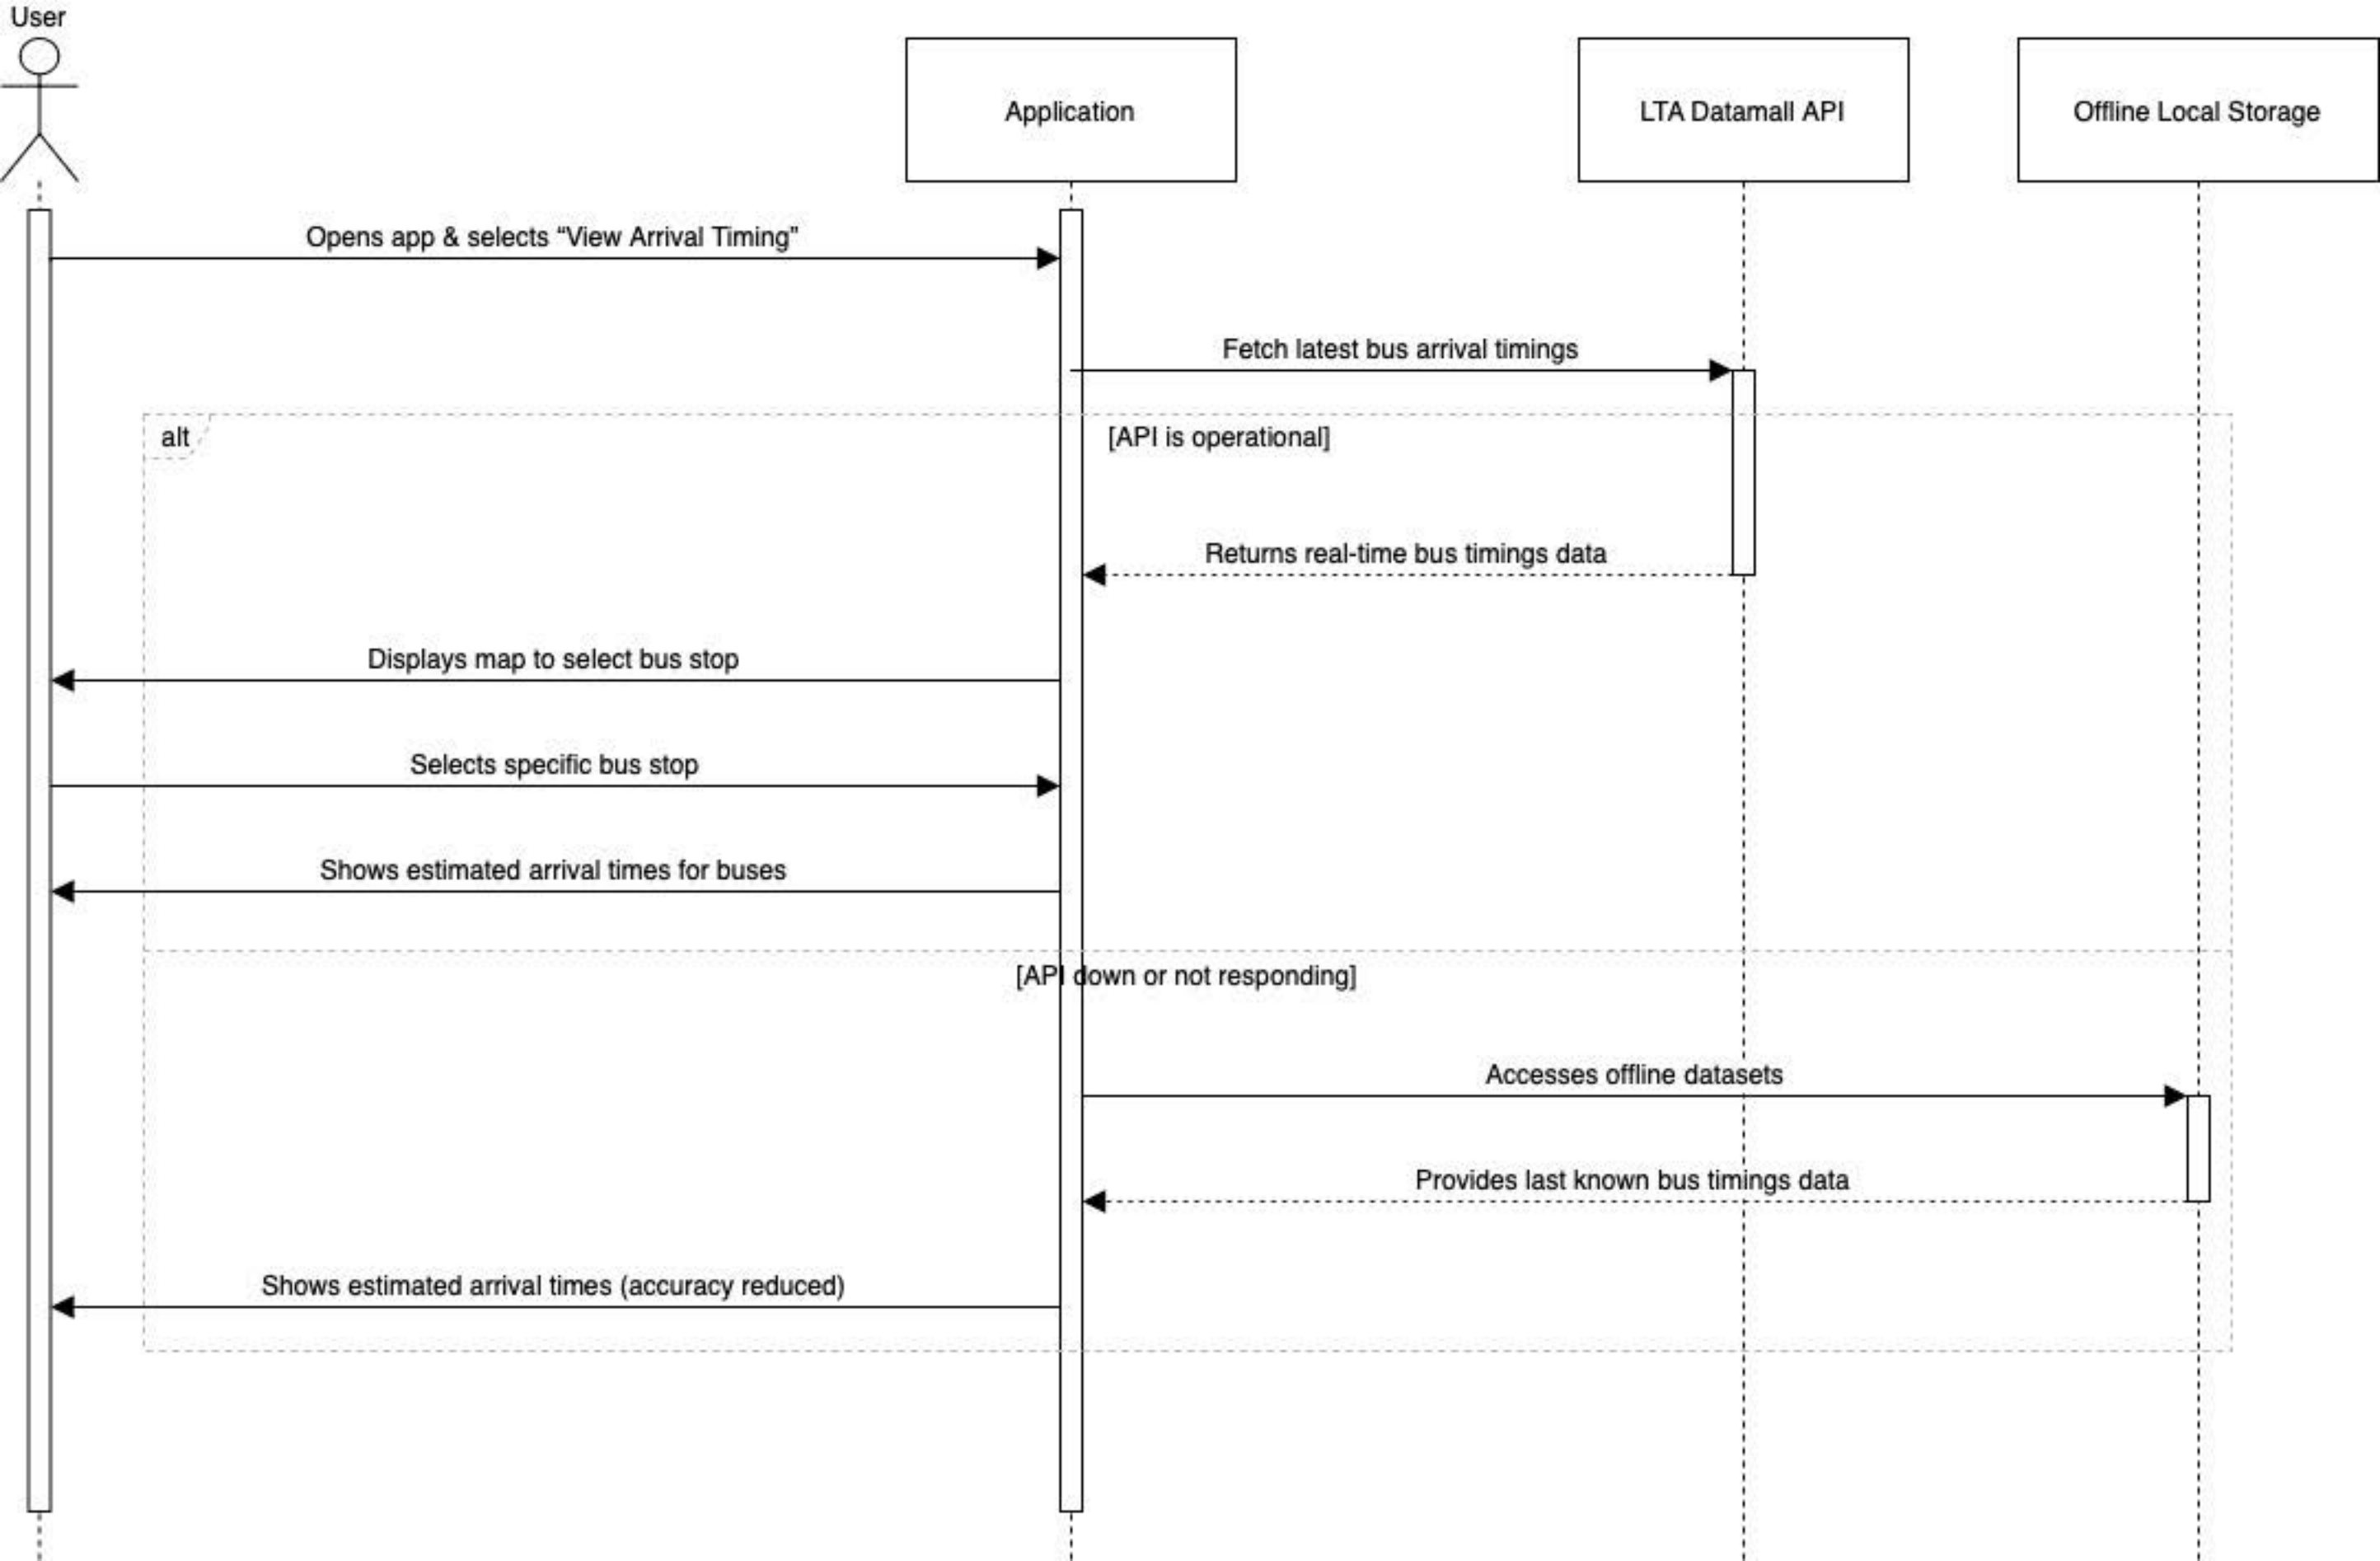 User
Application
LTA Datamall API
Offline Local Storage
Opens app & selects “View Arrival Timing”
Fetch latest bus arrival timings
alt
[API is operational]
Returns real-time bus timings data
Displays map to select bus stop
Selects specific bus stop
Shows estimated arrival times for buses
[API down or not responding]
Accesses offline datasets
Provides last known bus timings data
Shows estimated arrival times (accuracy reduced)